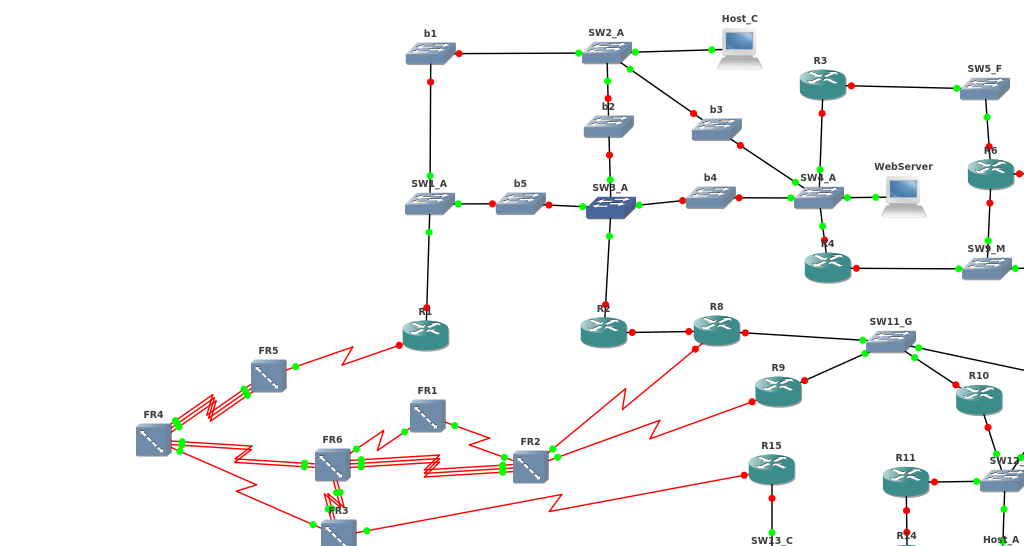 Host_C
b1
SW2_A
R3
SW5_F
b2
b3
R6
WebServer
b4
SW4_A
SW1_A
b5
SW3_A
R4
SW9_M
R1
R2
R8
SW11_G
FR5
R9
R10
FR1
FR4
FR6
FR2
R15
R11
SW12
FR3
R14
SW13_C
Host_A